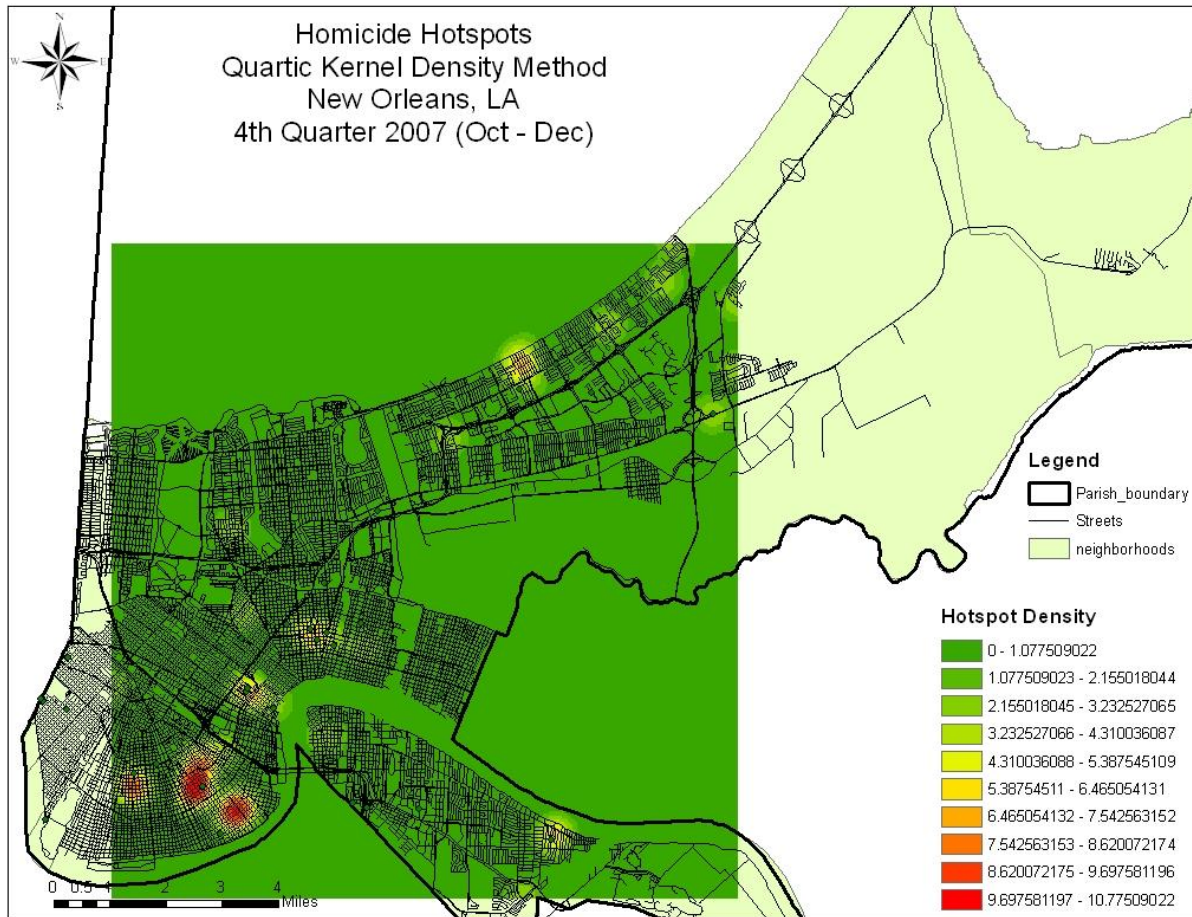 Homicide Hotspots
Quartic Kernel Density Method
New Orleans, LA
4th Quarter 2007 (Oct - Dec)
N
W
E
S
Legend
Parish_boundary
Streets
neighborhoods
Hotspot Density
0 - 1.077509022
1.077509023 - 2.155018044
2.155018045 - 3.232527065
3.232527066 - 4.310036087
4.310036088 - 5.387545109
5.38754511 - 6.465054131
6.465054132 - 7.542563152
7.542563153 - 8.620072174
8.620072175 - 9.697581196
9.697581197 - 10.77509022
0 0.5 1 2 3 4
Miles